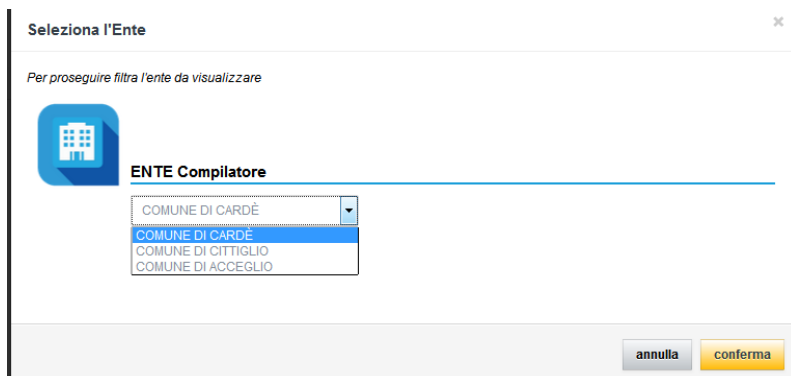 Seleziona l'Ente
×
Per proseguire filtra l'ente da visualizzare
ENTE Compilatore
COMUNE DI CARDÈ
COMUNE DI CARDÈ
COMUNE DI CITTIGLIO
COMUNE DI ACCEGLIO
annulla conferma